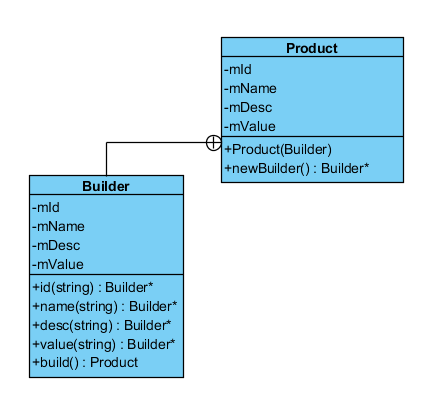 Product
-mId
-mName
-mDesc
-mValue
+Product(Builder)
+newBuilder() : Builder*
Builder
-mId
-mName
-mDesc
-mValue
+id(string) : Builder*
+name(string) : Builder*
+desc(string) : Builder*
+value(string) : Builder*
+build() : Product